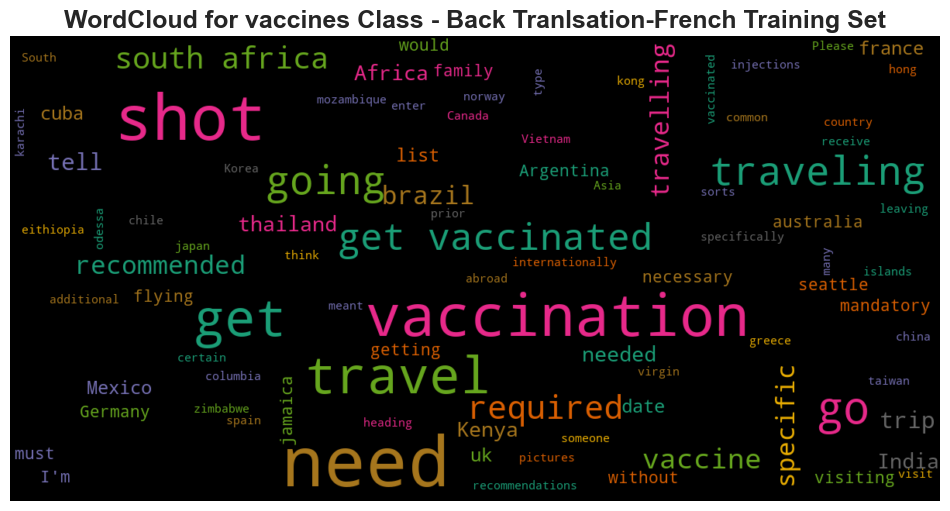 WordCloud for vaccines Class - Back Tranlsation-French Training Set
South
south africa
would
Africa
family
travelling
Please
france
injections
hong
type
kong
vaccinated
karachi
cuba
shot
mozambique
enter
norway
Canada
common
country
tell
Korea
going
list
brazil
Vietnam
Argentina
Asia
receive
traveling
sorts
leaving
eithiopia
odessa
chile
japan
thailand
think
prior
get vaccinated
internationally
specifically
australia
many
islands
recommended
additional
flying
abroad
necessary
seattle
mandatory
meant
get
vaccination
getting
greece
china
certain
columbia
needed
virgin
taiwan
Mexico
Germany
zimbabwe
spain
jamaica
travel
heading
required
date
specific
go
trip
Kenya
someone
must
I'm
need
uk
pictures
recommendations
without
vaccine
visiting
India
visit